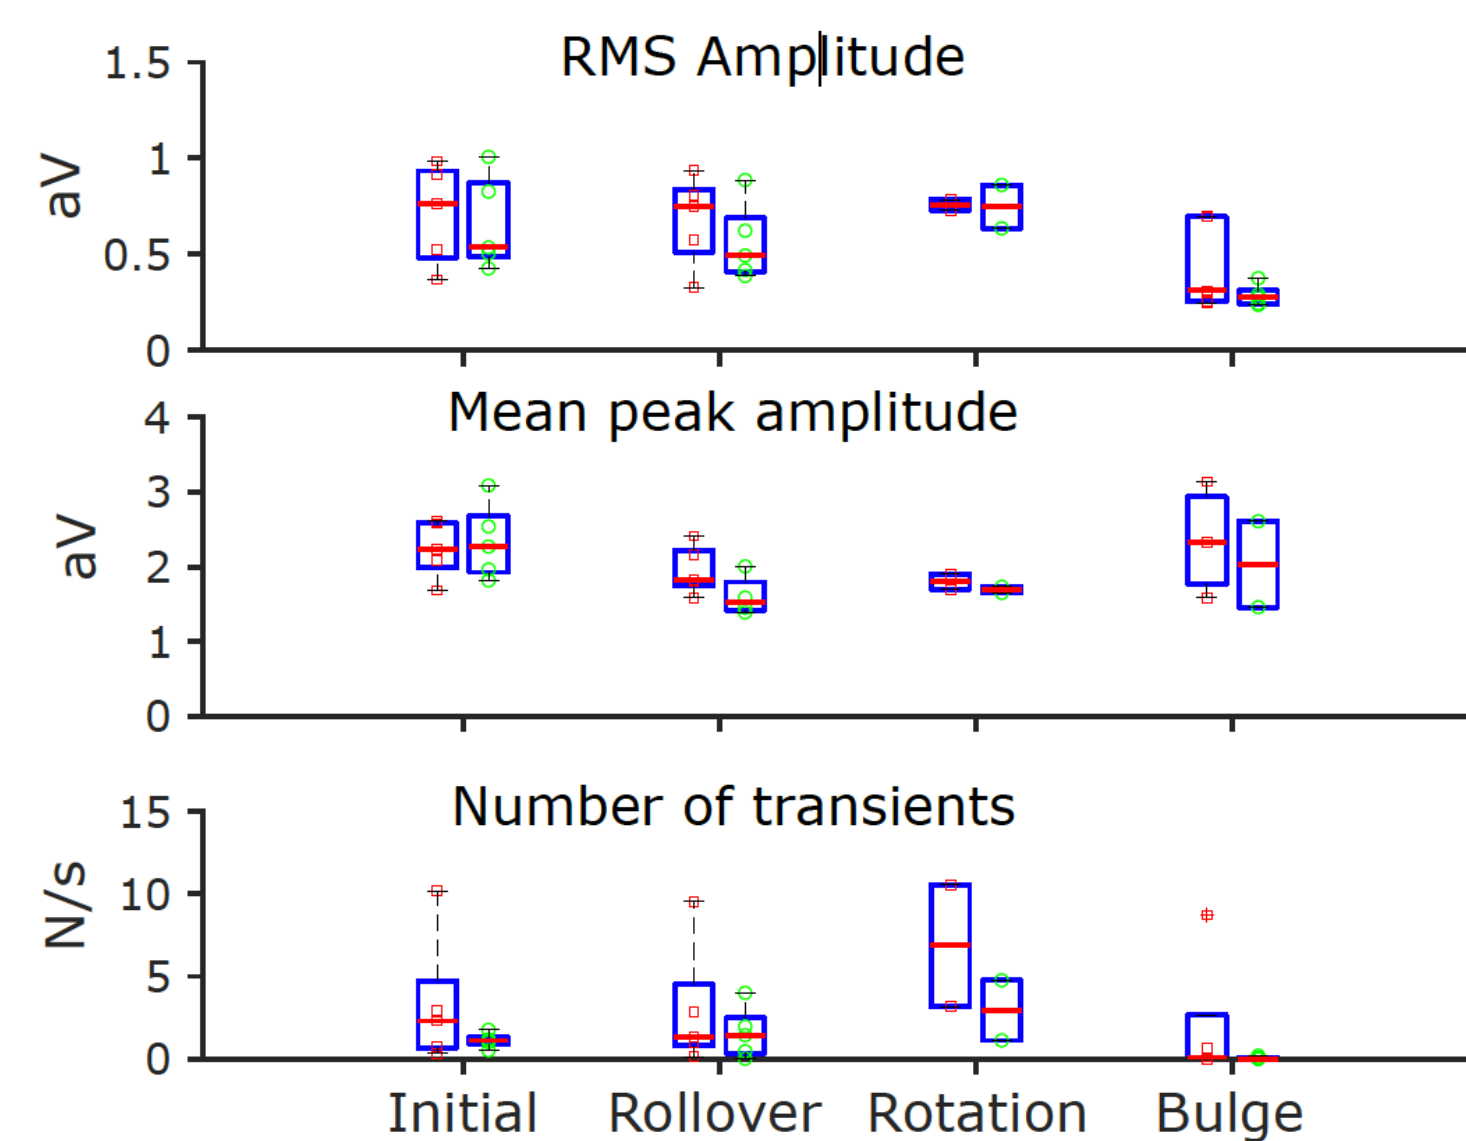 RMS Amplitude
1.5
1
0.5
0
aV
Mean peak amplitude
4
3
2
1
0
aV
Number of transients
15
10
5
0
N/s
Initial Rollover Rotation Bulge